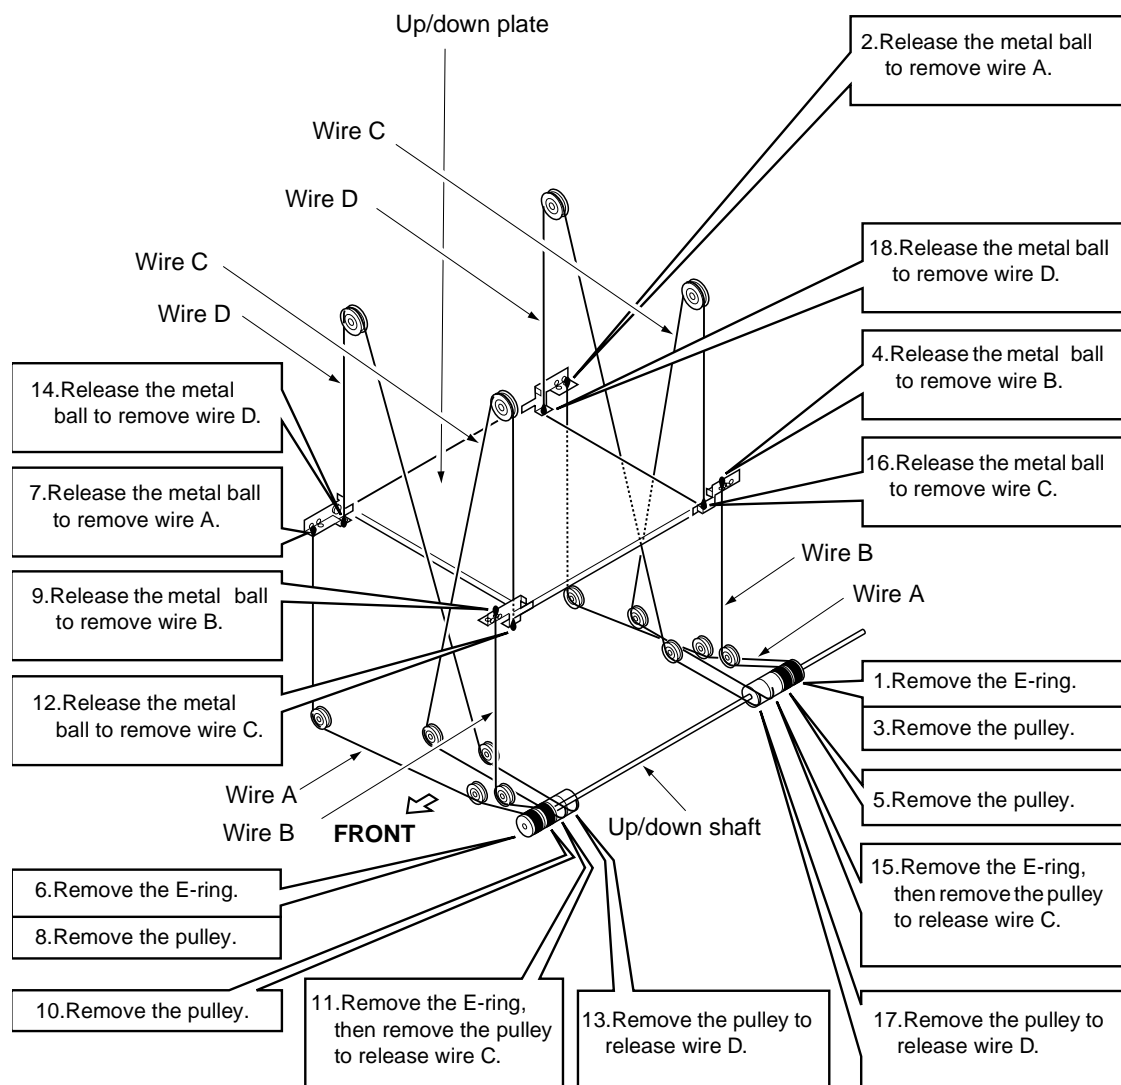 Up/down plate
2.Release the metal ball
to remove wire A.
Wire C
Wire D
18.Release the metal ball
to remove wire D.
Wire C
Wire D
4.Release the metal ball
to remove wire B.
14.Release the metal
ball to remove wire D.
16.Release the metal ball
to remove wire C.
7.Release the metal ball
to remove wire A.
Wire B
9.Release the metal ball
to remove wire B.
Wire A
1.Remove the E-ring.
12.Release the metal
ball to remove wire C.
3.Remove the pulley.
Wire A
5.Remove the pulley.
Wire B
FRONT
Up/down shaft
15.Remove the E-ring,
then remove the pulley
to release wire C.
6.Remove the E-ring.
8.Remove the pulley.
10.Remove the pulley.
11.Remove the E-ring,
then remove the pulley
to release wire C.
13.Remove the pulley to
release wire D.
17.Remove the pulley to
release wire D.